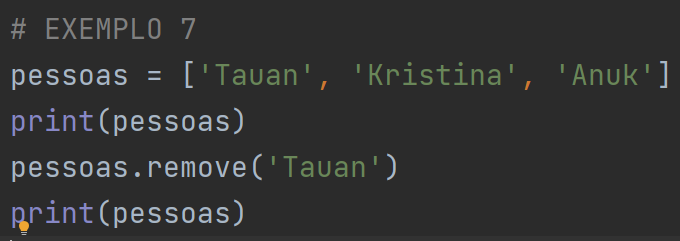 # EXEMPLO 7
pessoas = ['Tauan', 'Kristina', 'Anuk']
print(pessoas)
pessoas.remove('Tauan')
print(pessoas)